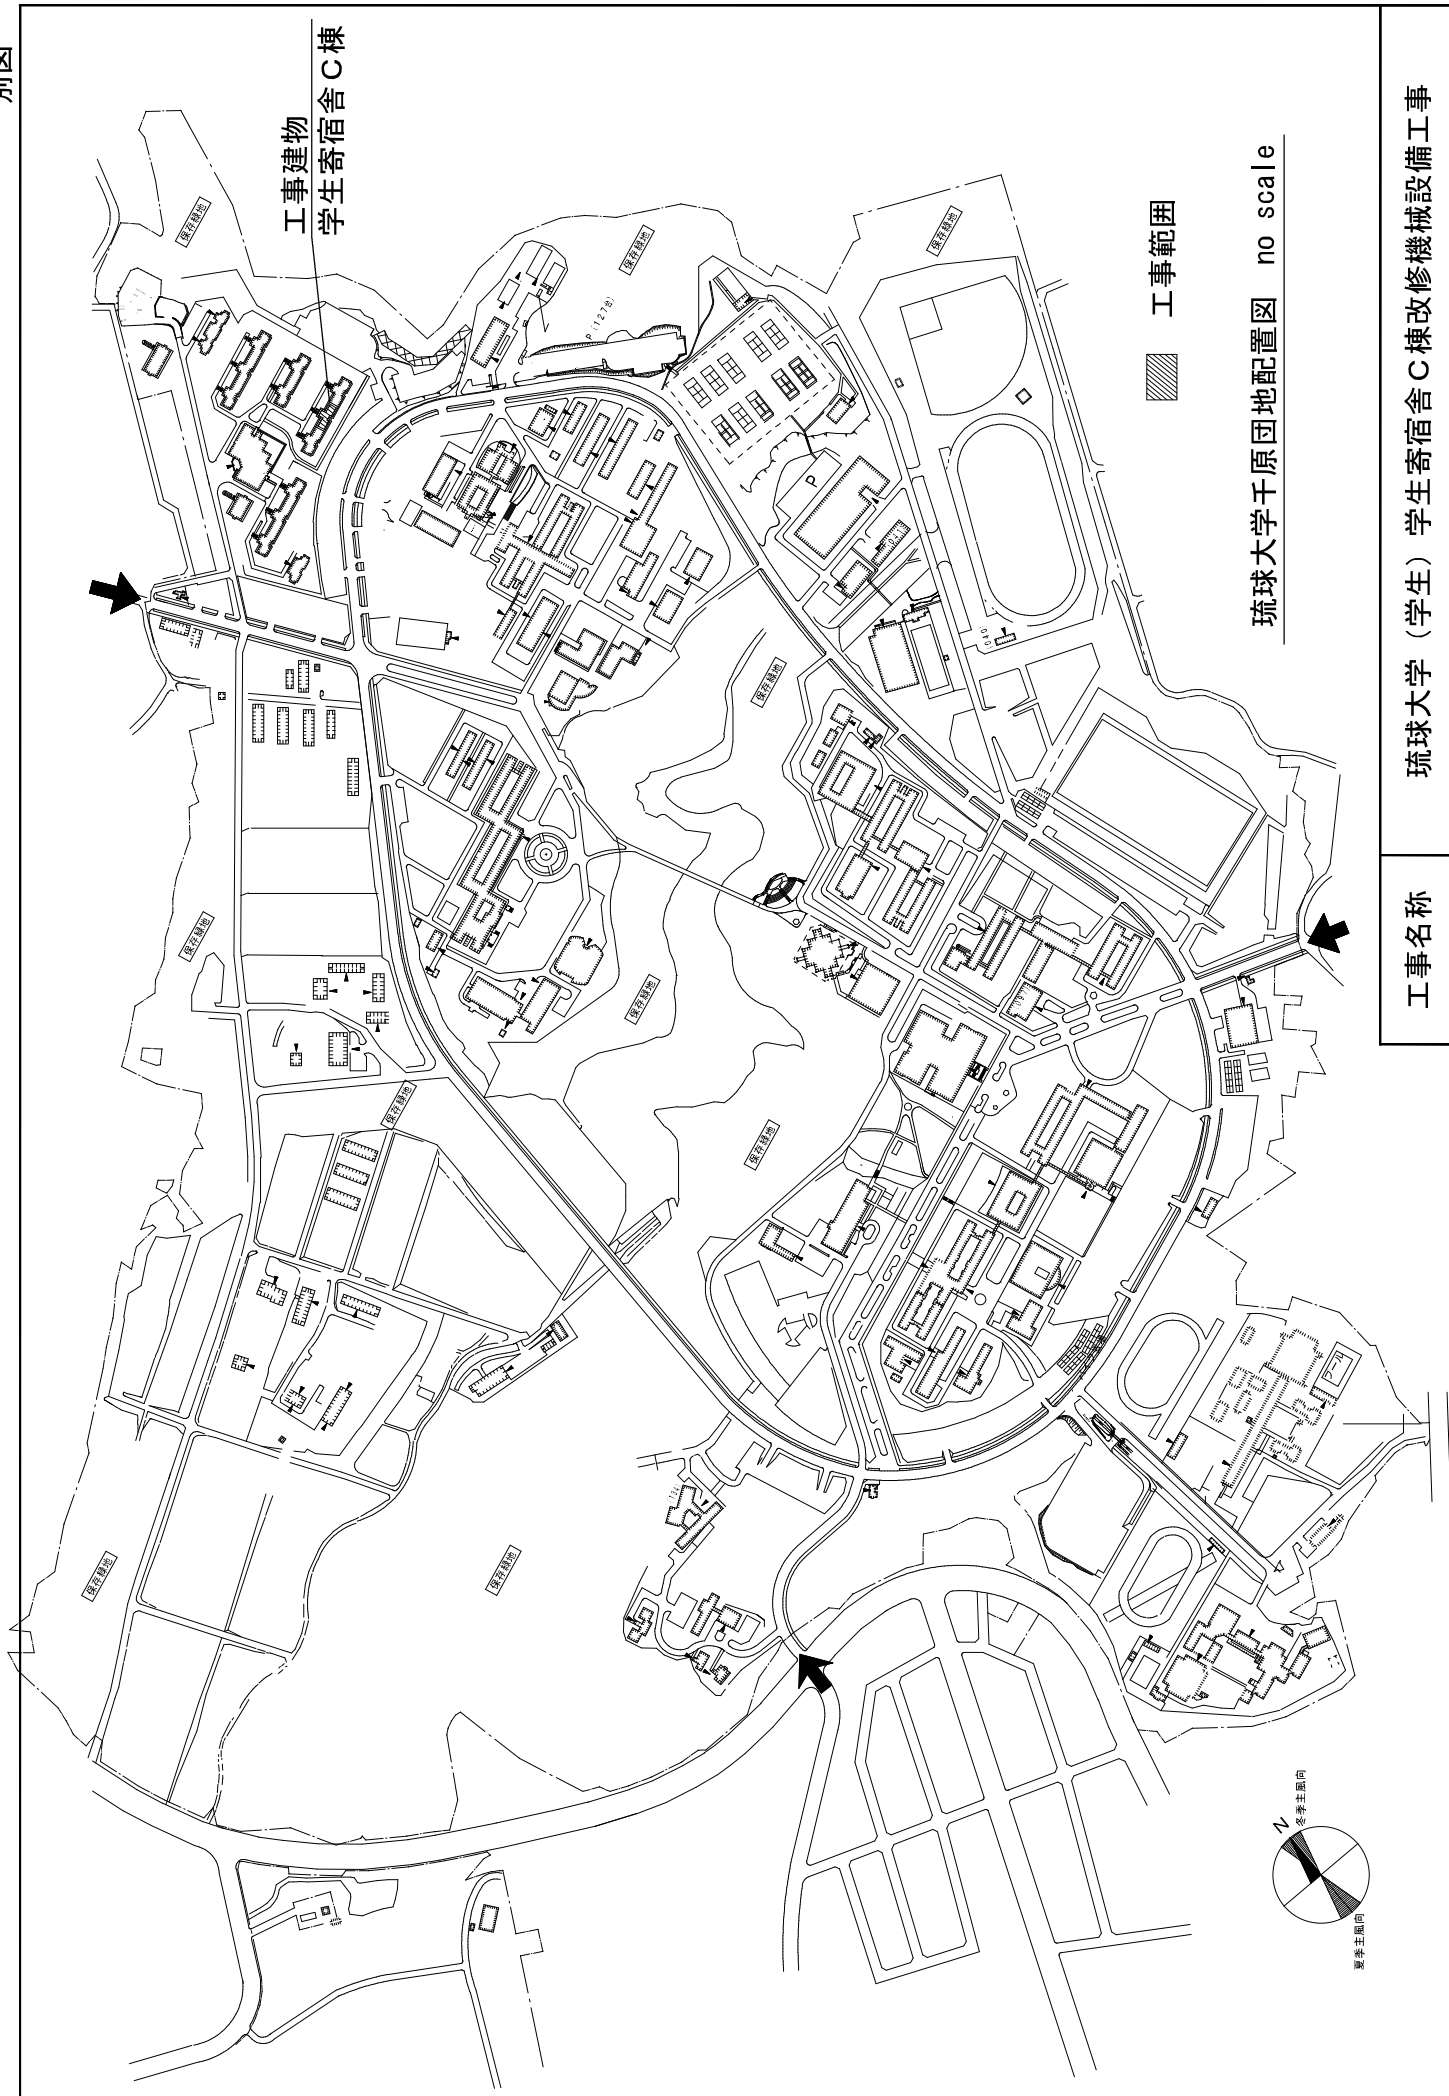 別図
工事建物
学生寄宿舎C棟
保存緑地
保存緑地
保存緑地
保存緑地
保存緑地
保存緑地
保存緑地
保存緑地
保存緑地
保存緑地
P(127台)
P
040
プール
工事範囲
琉球大学千原団地配置図 no scale
N
冬季主風向
夏季主風向
工事名称
琉球大学（学生）学生寄宿舎C棟改修機械設備工事